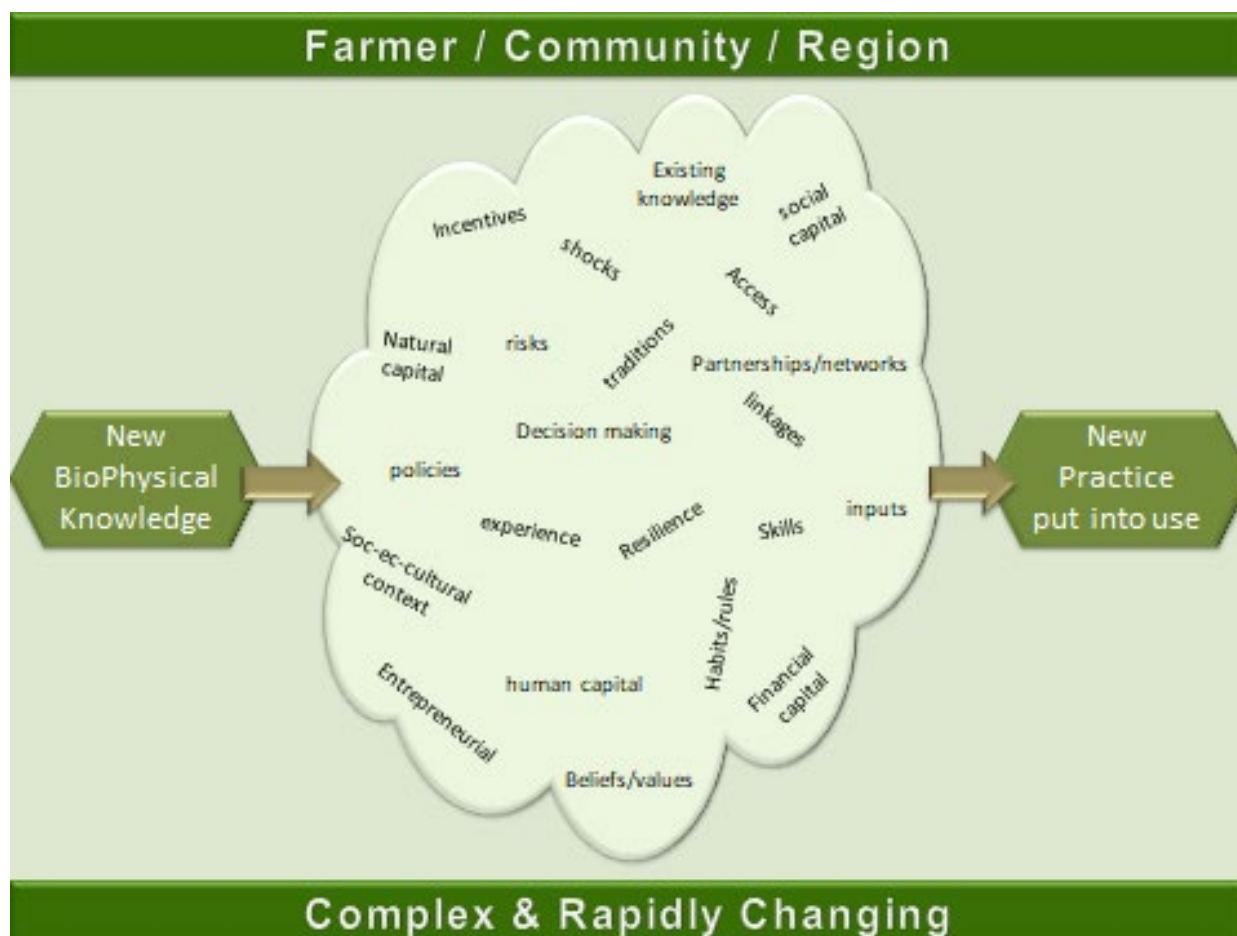 Farmer / Community / Region
Existing
knowledge
social
capital
Incentives
shocks
Access
Natural
capital
risks
traditions
Partnerships/networks
linkages
Decision making
policies
New
BioPhysical
Knowledge
New
Practice
put into use
experience
Resilience
Skills
inputs
Soc-ec-cultural
context
Habits/rules
Entrepreneurial
human capital
Financial
capital
Beliefs/values
Complex & Rapidly Changing